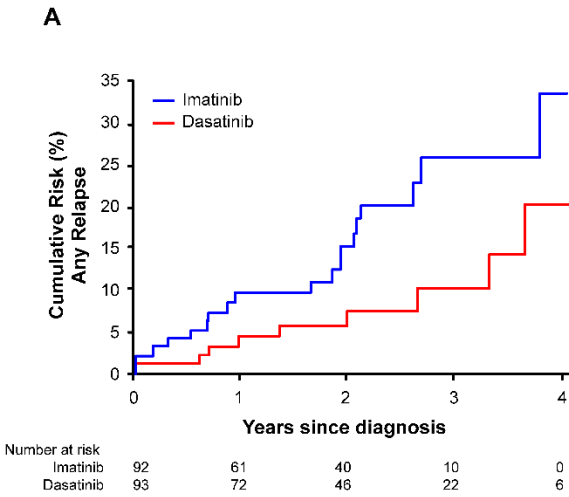 A
35
30
25
20
15
10
5
0
Cumulative Risk (%)
Any Relapse
Imatinib
Dasatinib
0 1 2 3 4
Years since diagnosis
Number at risk
Imatinib 92 61 40 10 0
Dasatinib 93 72 46 22 6